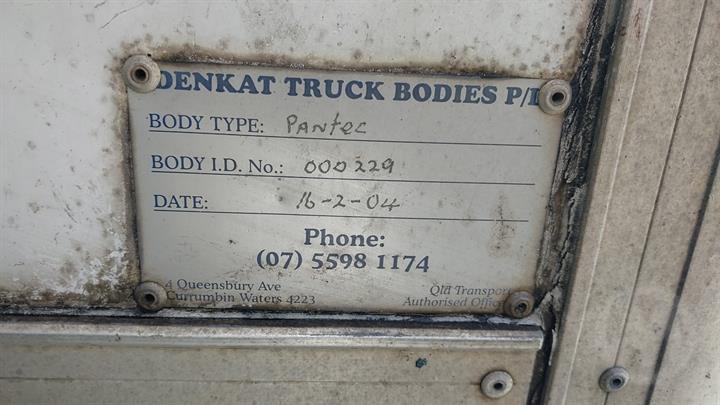 DENKAT TRUCK BODIES P/L
BODY TYPE: Pantec
BODY I.D. No.: 000229
DATE: 16-2-04
Phone:
(07) 5598 1174
4 Queensbury Ave
Currumbin Waters 4223
Qld Transport
Authorised Officer